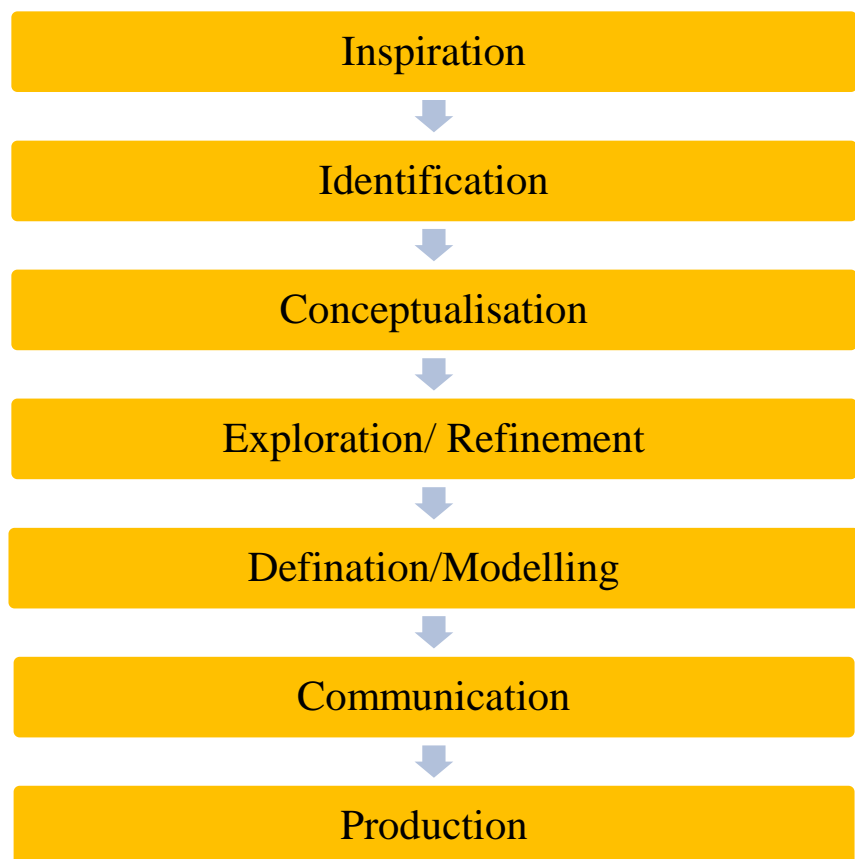 Inspiration
Identification
Conceptualisation
Exploration/ Refinement
Defination/Modelling
Communication
Production